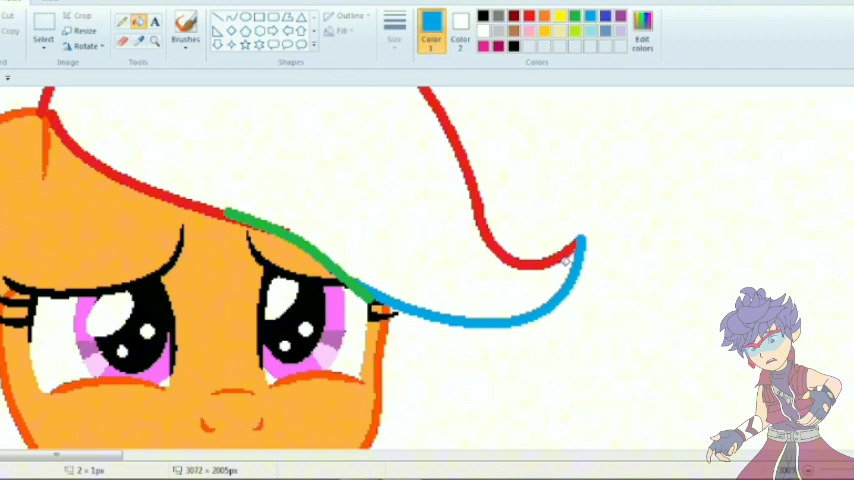 Cut
Copy
Select
Crop
Resize
Rotate
Image
A
Tools
Brushes
Outline
Fill
Shapes
Size
Color
1
Color
2
Edit
colors
Colors
2 × 1px
3072 × 2005px